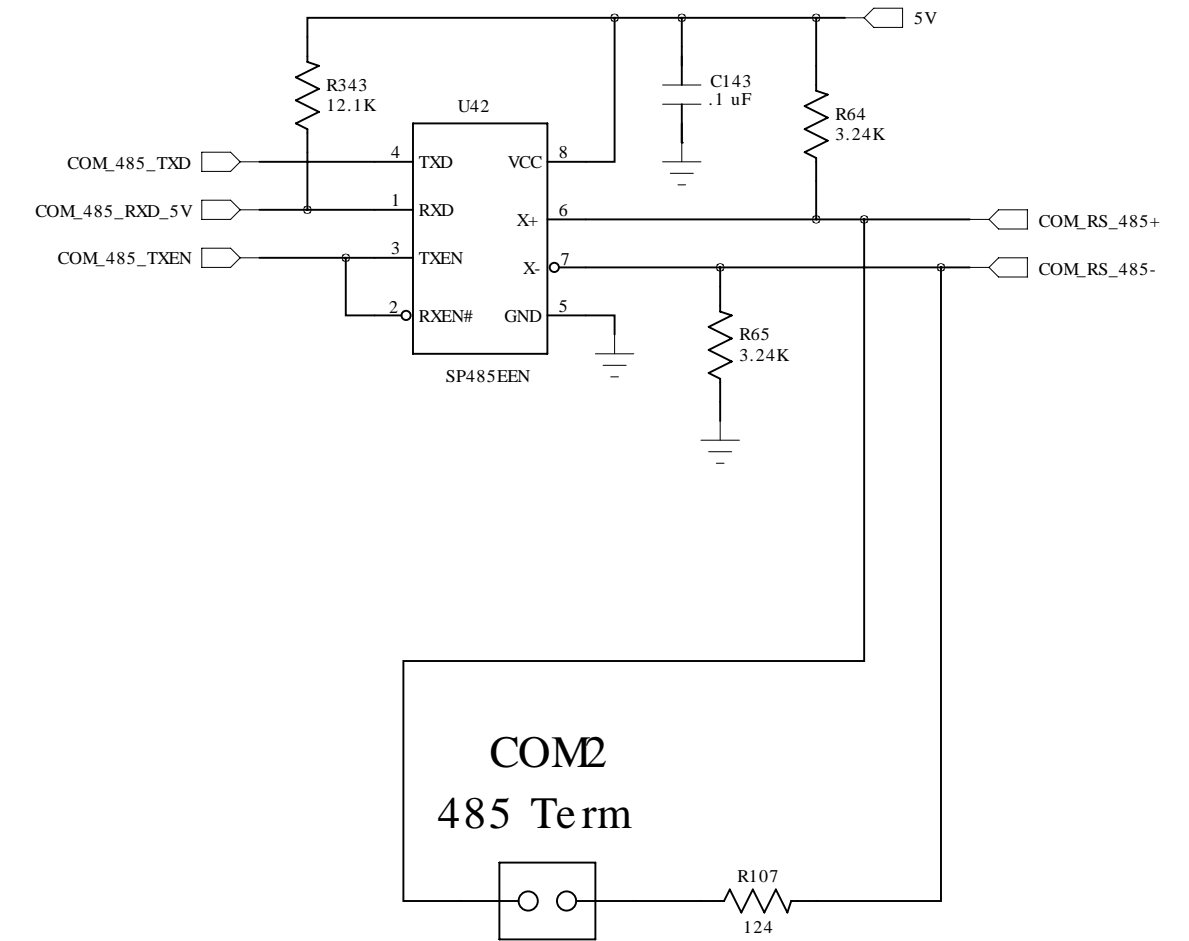 5V
R343
12.1K
C143
.1 uF
R64
3.24K
U42
COM_485_TXD
4
TXD
VCC
8
COM_485_RXD_5V
1
RXD
X+
6
COM_RS_485+
COM_485_TXEN
3
TXEN
X-
7
COM_RS_485-
2
RXEN#
GND
5
R65
3.24K
SP485EEN
COM2
485 Term
R107
124